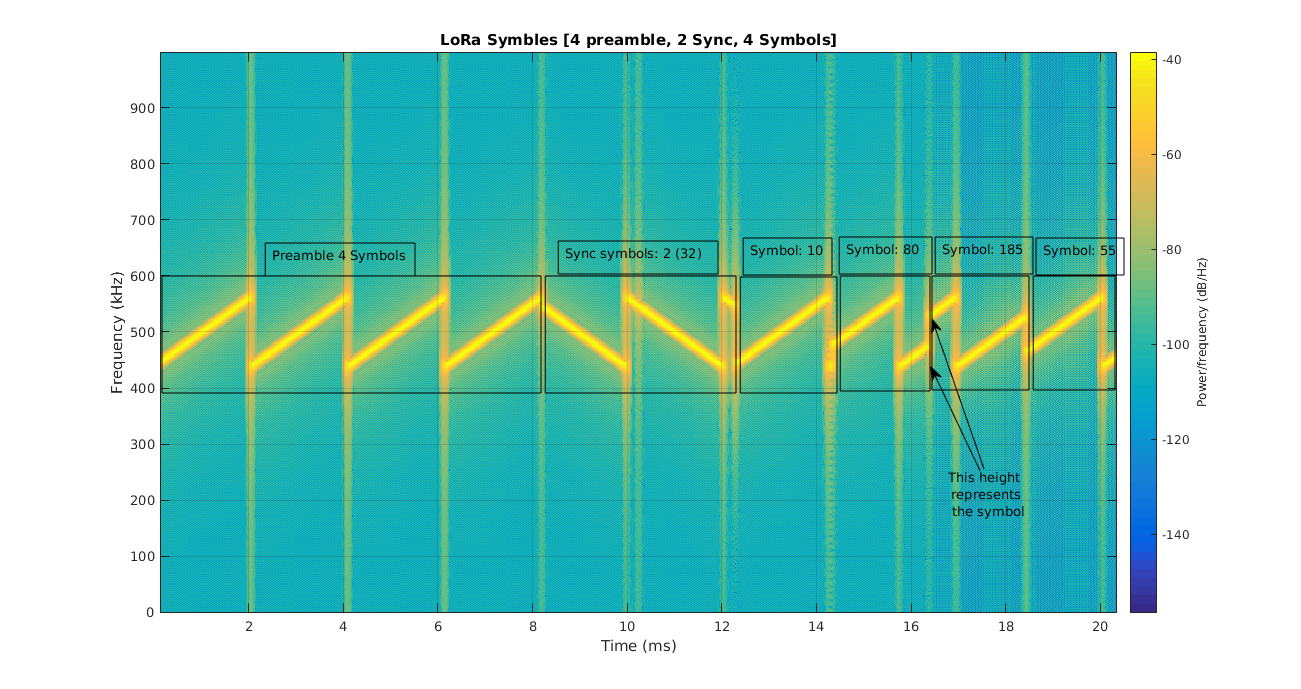 LoRa Symbles [4 preamble, 2 Sync, 4 Symbols]
Frequency (kHz)
900
800
700
600
500
400
300
200
100
0
Preamble 4 Symbols
Sync symbols: 2 (32)
Symbol: 10
Symbol: 80
Symbol: 185
Symbol: 55
This height
represents
the symbol
2 4 6 8 10 12 14 16 18 20
Time (ms)
-40
-60
-80
-100
-120
-140
Power/frequency (dB/Hz)